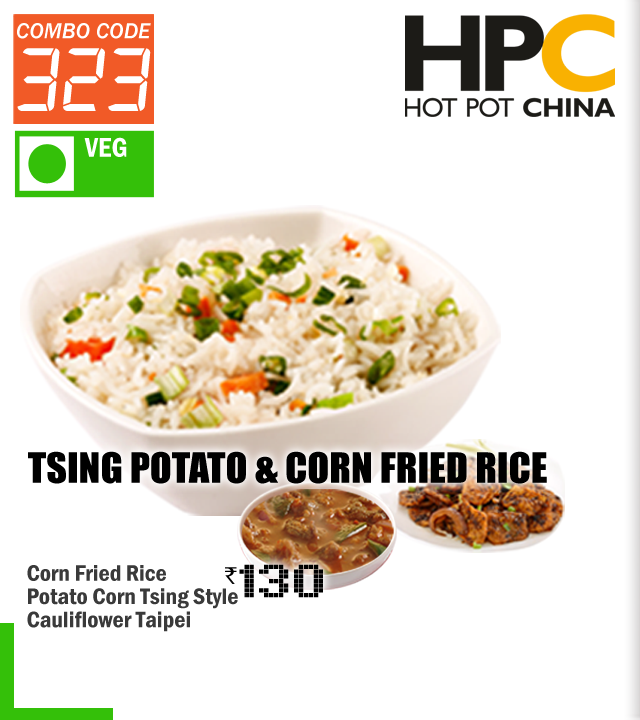 COMBO CODE
323
VEG
HPC
HOT POT CHINA
TSING POTATO & CORN FRIED RICE
Corn Fried Rice
₹130
Potato Corn Tsing Style
Cauliflower Taipei